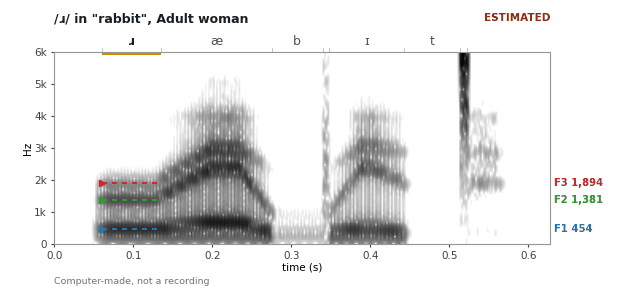 /ɹ/ in "rabbit", Adult woman
ESTIMATED
ɹ æ b ɪ t
6k
5k
4k
3k
2k
1k
0
Hz
F3 1,894
F2 1,381
F1 454
0.0 0.1 0.2 0.3 0.4 0.5 0.6
time (s)
Computer-made, not a recording